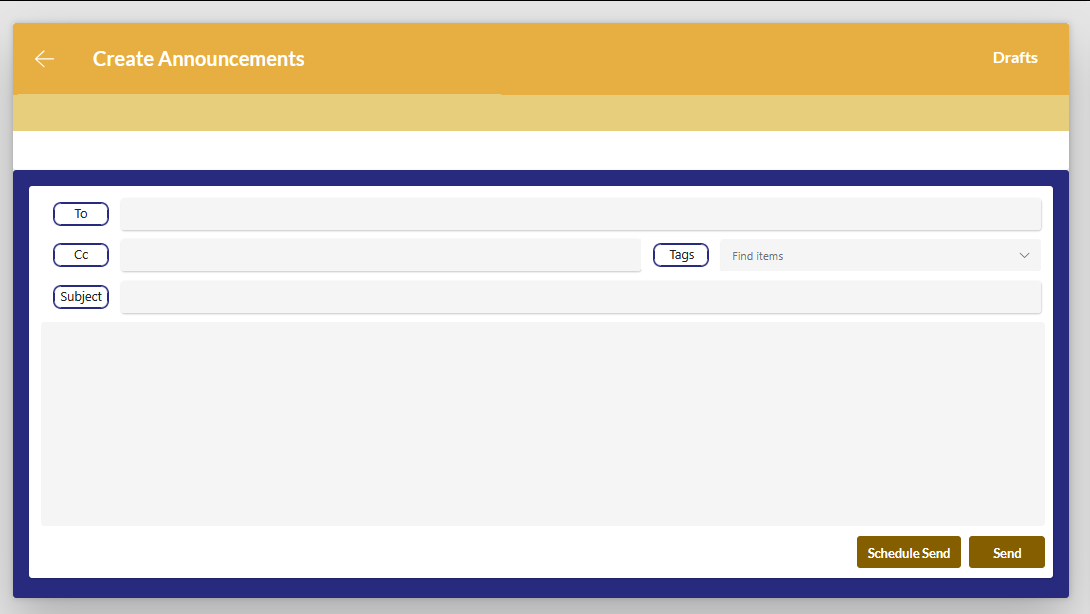 Create Announcements
Drafts
To
Cc
Tags
Find items
Subject
Schedule Send
Send